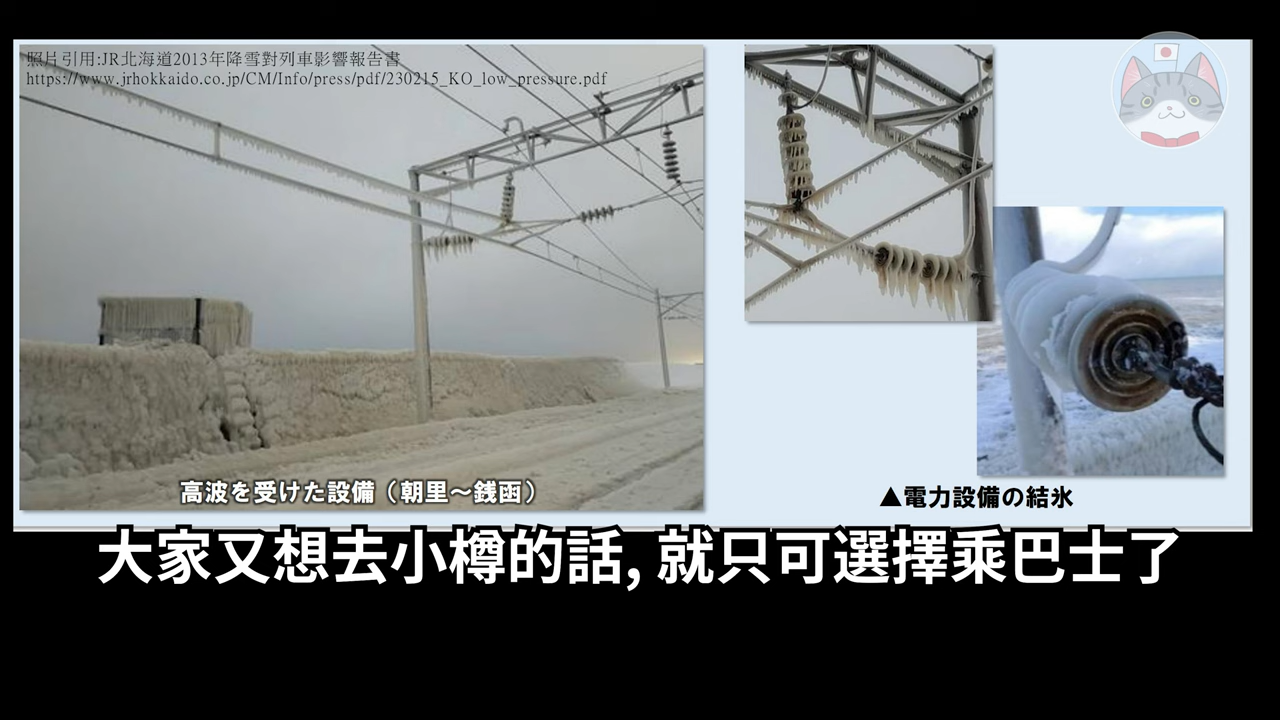 照片引用:JR北海道2013年降雪對列車影響報告書
https://www.jrhokkaido.co.jp/CM/Info/press/pdf/230215_KO_low_pressure.pdf
高波を受けた設備（朝里～銭函）
▲電力設備の結氷
大家又想去小樽的話, 就只可選擇乘巴士了